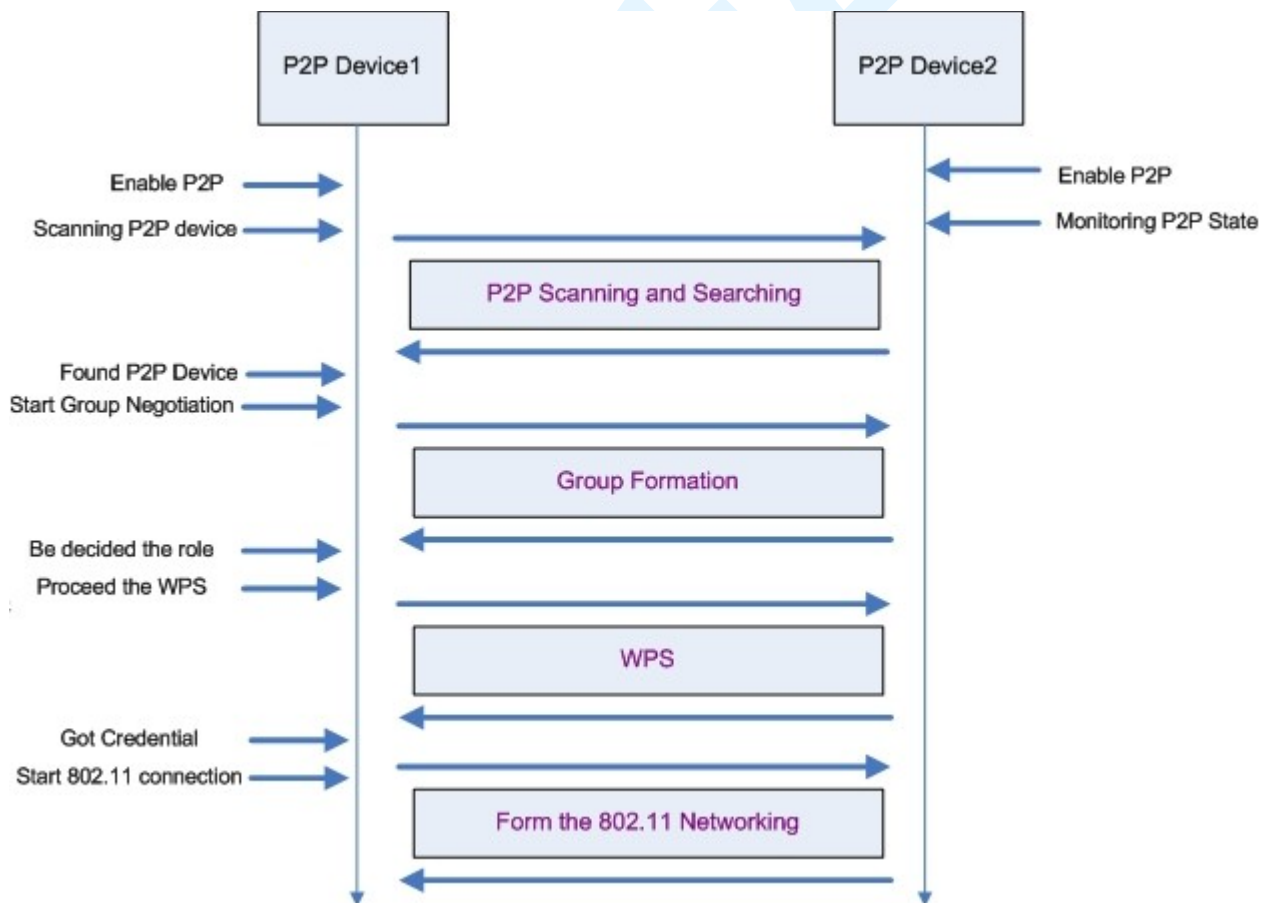 P2P Device1
P2P Device2
Enable P2P
Enable P2P
Scanning P2P device
Monitoring P2P State
P2P Scanning and Searching
Found P2P Device
Start Group Negotiation
Group Formation
Be decided the role
Proceed the WPS
WPS
Got Credential
Start 802.11 connection
Form the 802.11 Networking